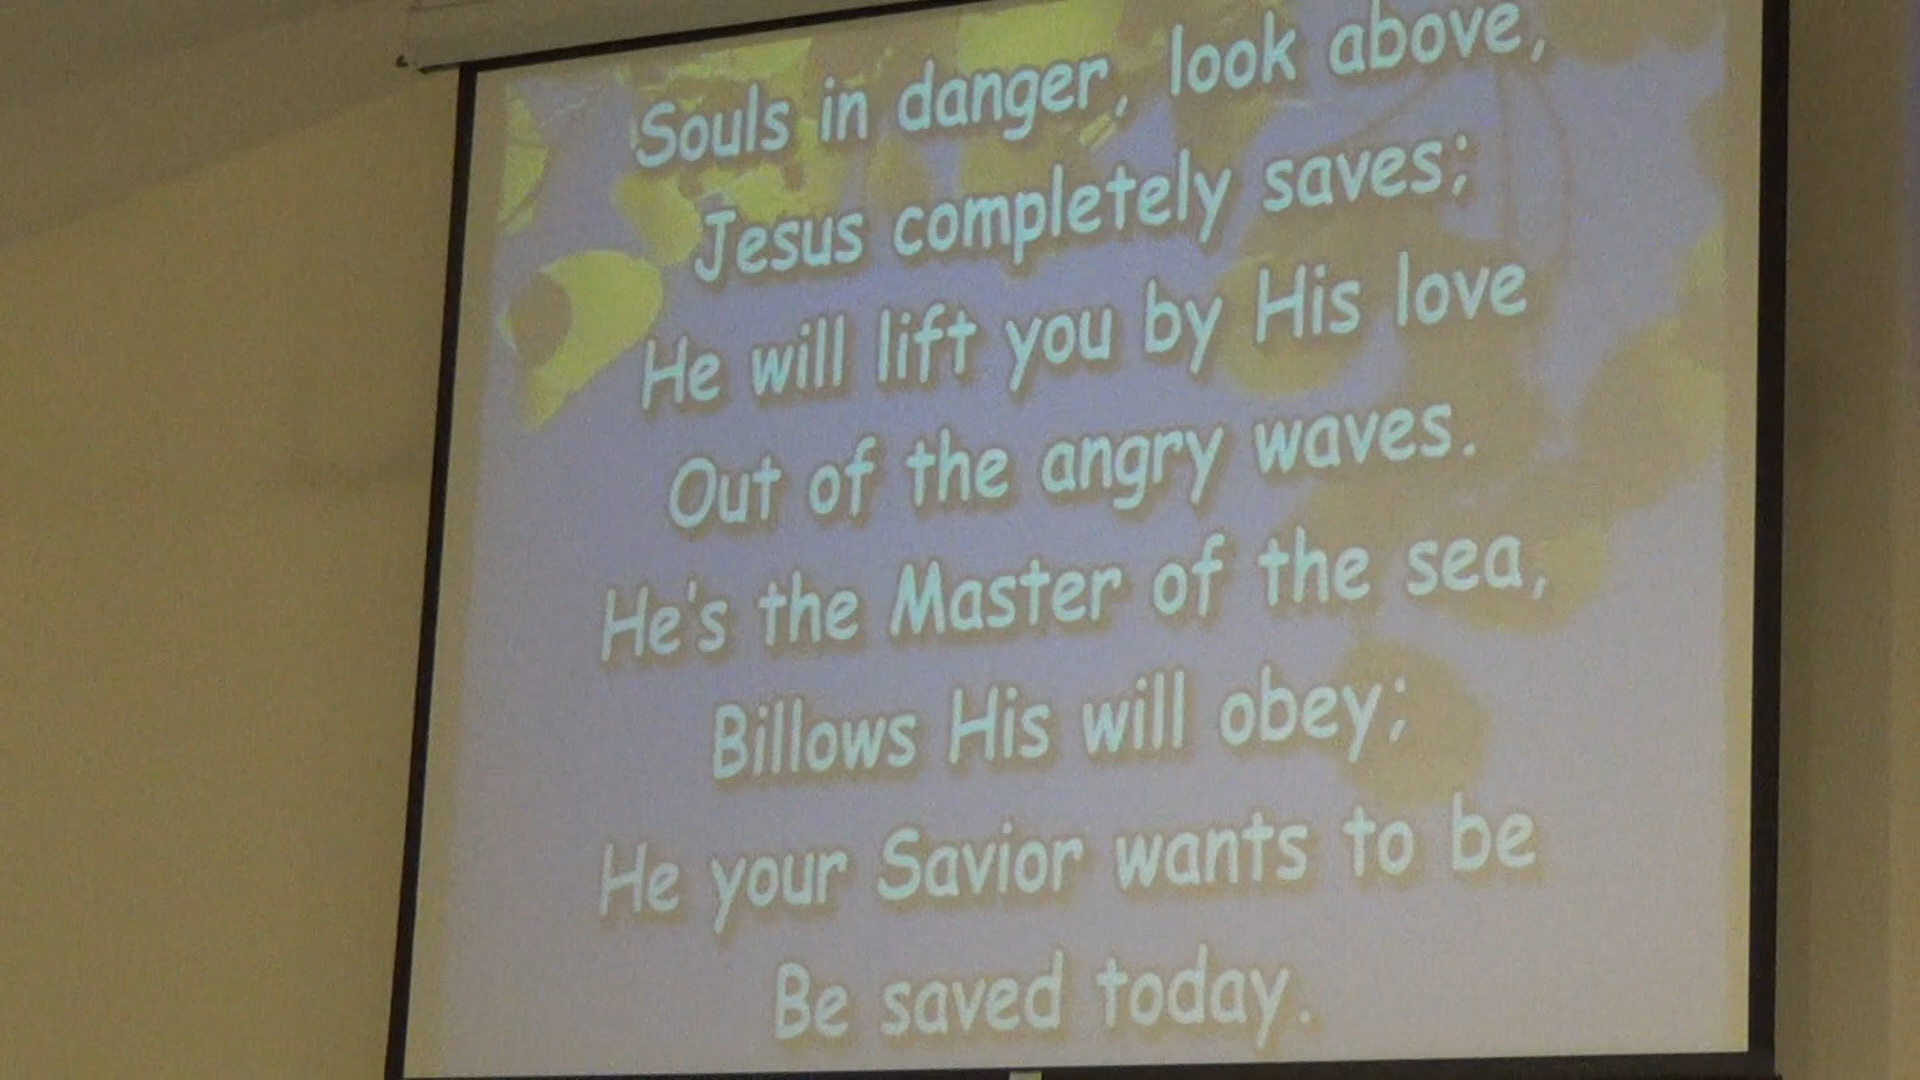 Souls in danger, look above,
Jesus completely saves;
He will lift you by His love
Out of the angry waves.
He's the Master of the sea,
Billows His will obey;
He your Savior wants to be
Be saved today.